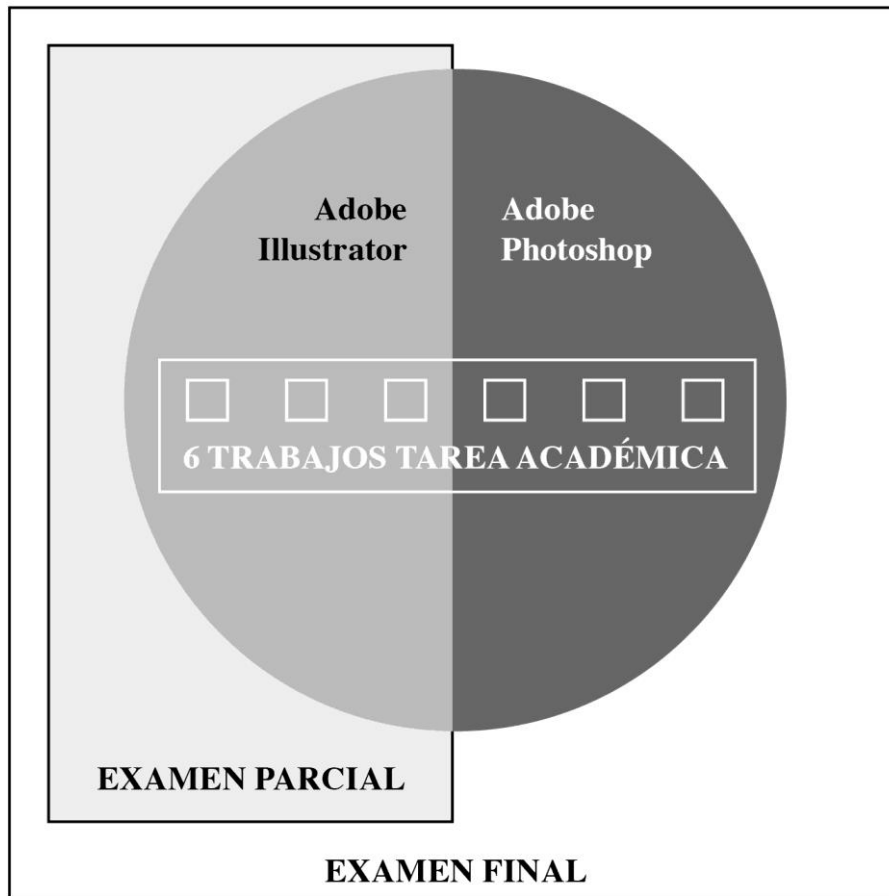 Adobe
Illustrator
Adobe
Photoshop
6 TRABAJOS TAREA ACADÉMICA
EXAMEN PARCIAL
EXAMEN FINAL